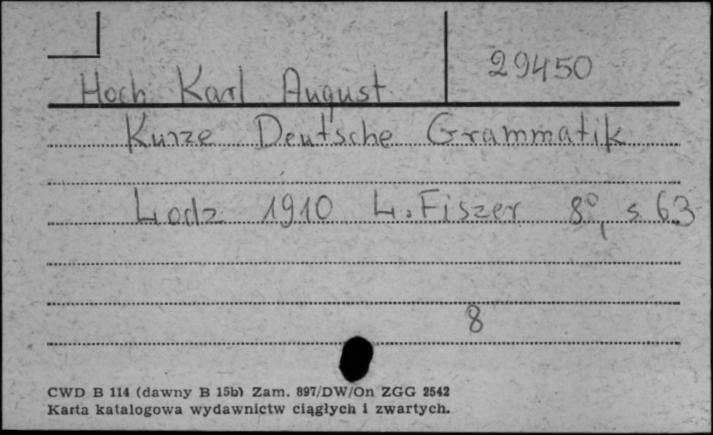 29450
Hoch Karl August
Kurze Deutsche Grammatik
Lodz 1910 L. Fiszer 8°, s. 63
8
CWD B 114 (dawny B 15b) Zam. 897/DW/On ZGG 2542
Karta katalogowa wydawnictw ciągłych i zwartych.